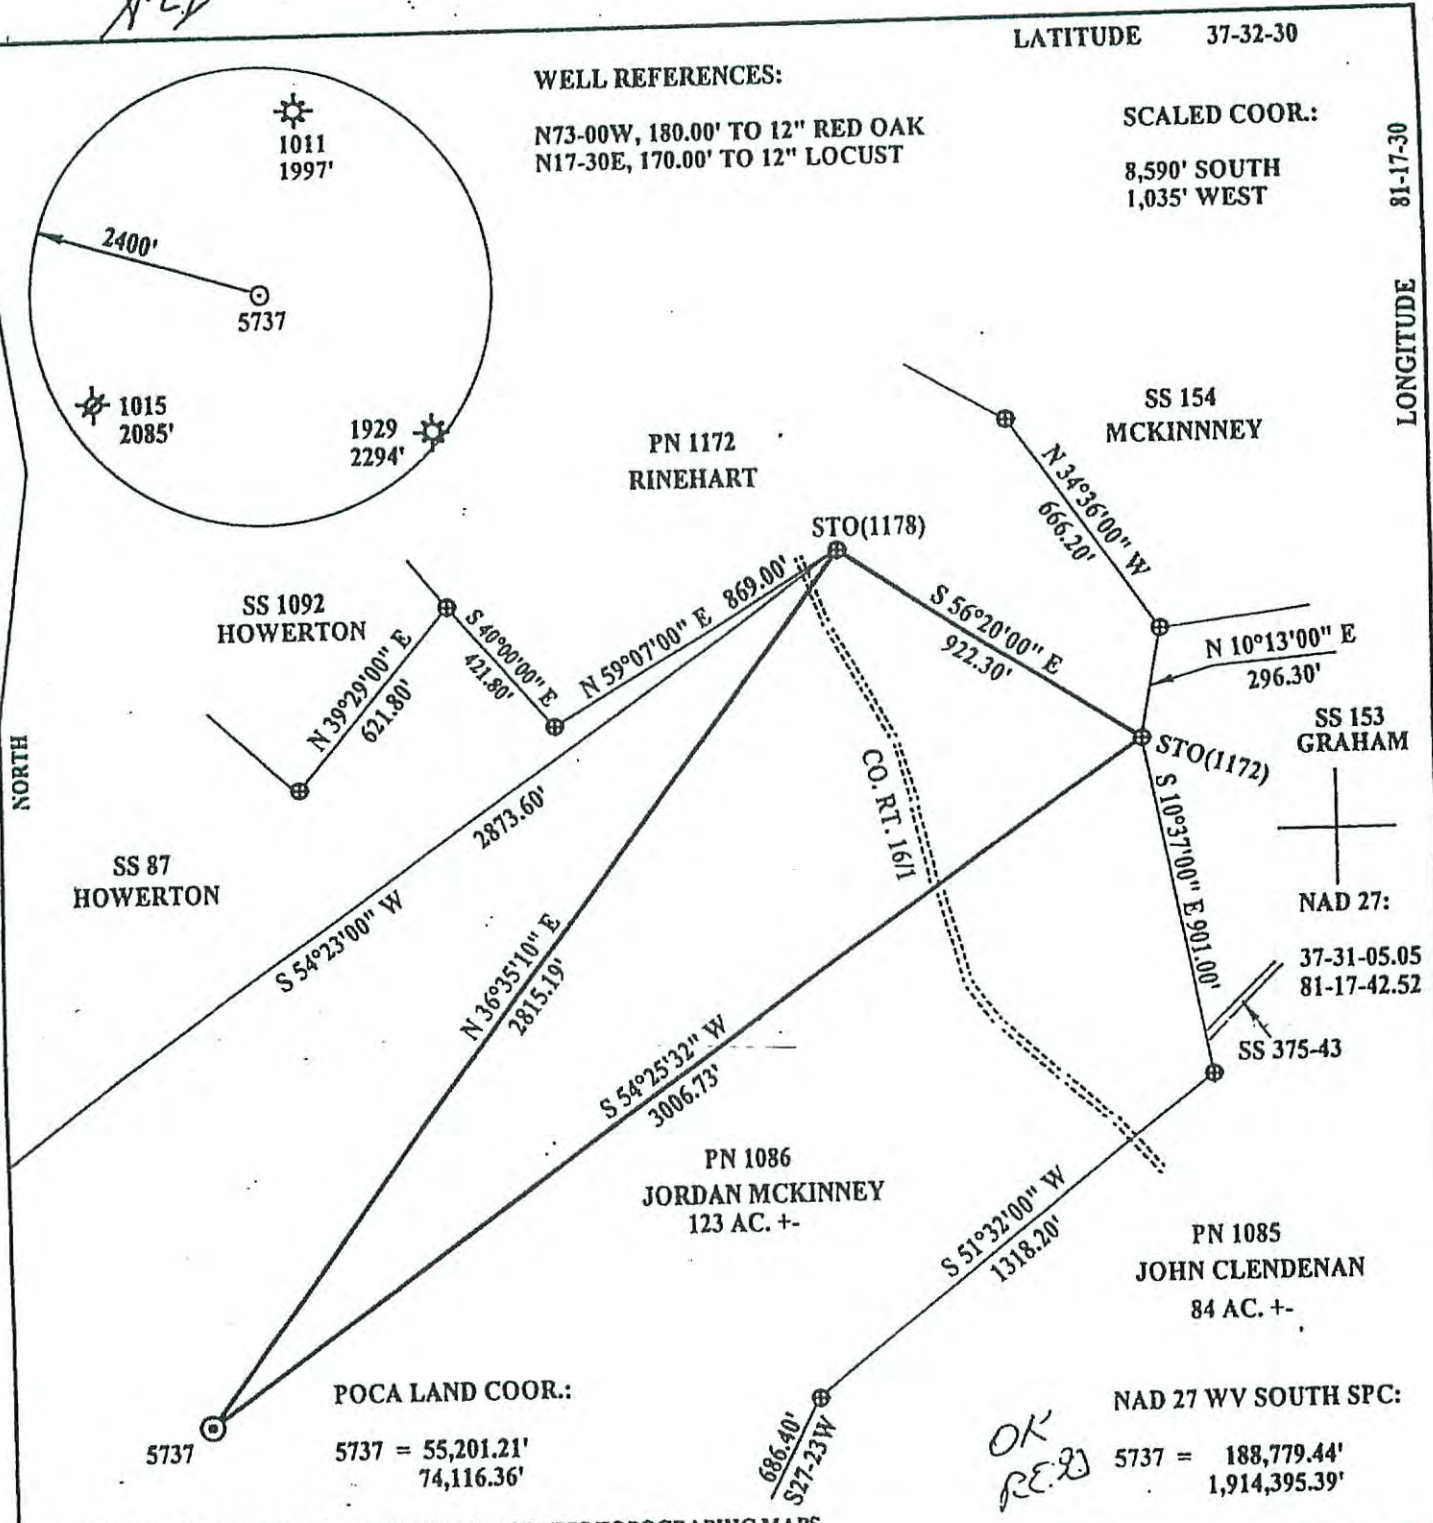 LATITUDE 37-32-30
WELL REFERENCES:
N73-00W, 180.00' TO 12" RED OAK
N17-30E, 170.00' TO 12" LOCUST
SCALED COOR.:
8,590' SOUTH
1,035' WEST
LONGITUDE 81-17-30
1011
1997'
2400'
5737
1015
2085'
1929
2294'
SS 154
MCKINNNEY
PN 1172
RINEHART
STO(1178)
N 34°36'00" W
666.20'
SS 1092
HOWERTON
S 40°00'00" E
421.80'
N 59°07'00" E 869.00'
S 56°20'00" E
922.30'
N 10°13'00" E
296.30'
N 39°29'00" E
621.80'
SS 153
GRAHAM
STO(1172)
NORTH
CO. RT. 16/1
S 10°37'00" E 901.00'
SS 87
HOWERTON
S 54°23'00" W
2873.60'
NAD 27:
37-31-05.05
81-17-42.52
N 36°35'10" E
2815.19'
SS 375-43
S 54°25'32" W
3006.73'
PN 1086
JORDAN MCKINNEY
123 AC. +-
S 51°32'00" W
1318.20'
PN 1085
JOHN CLENDENAN
84 AC. +-
POCA LAND COOR.:
5737
5737 = 55,201.21'
74,116.36'
686.40'
S27-23W
OK
NAD 27 WV SOUTH SPC:
5737 = 188,779.44'
1,914,395.39'